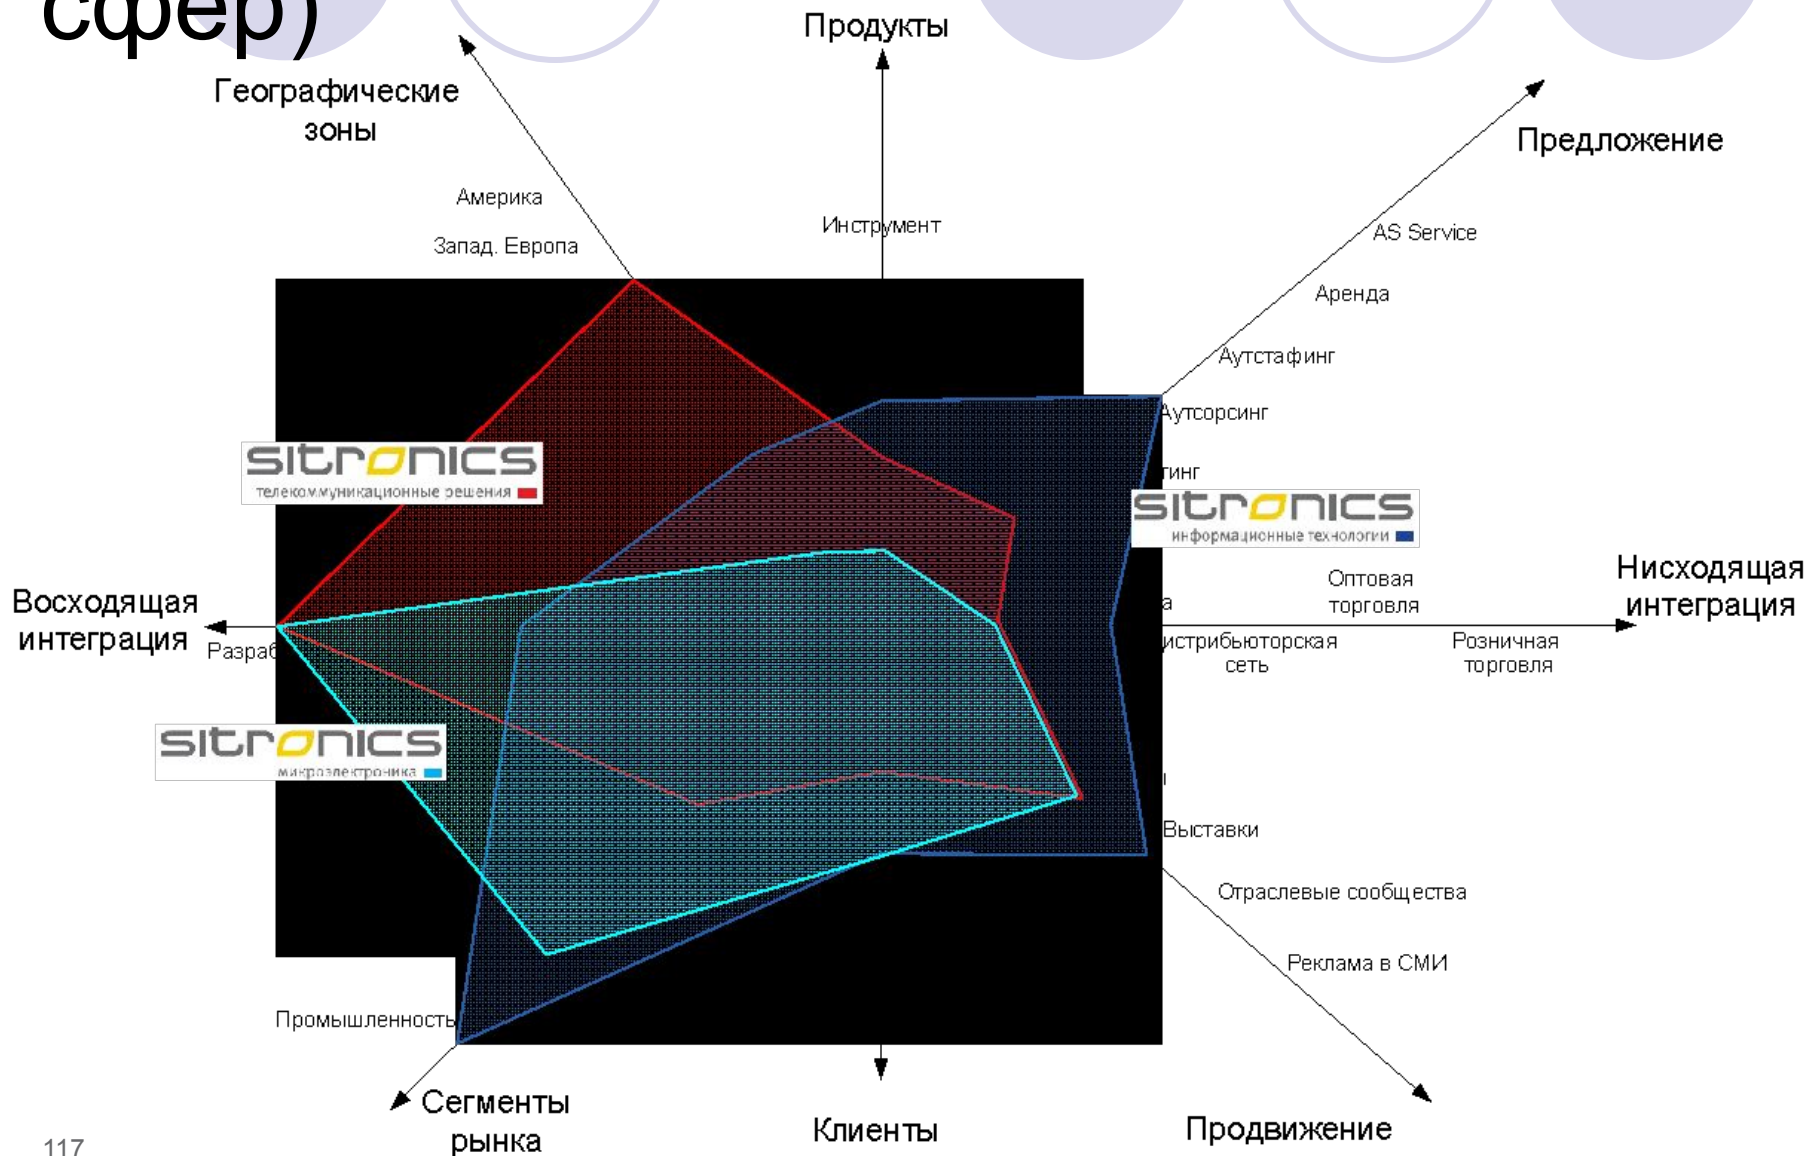 сфер)
Продукты
Географические
зоны
Предложение
Америка
Инструмент
AS Service
Запад. Европа
Аренда
Аутстафинг
Аутсорсинг
sitronics
телекоммуникационные решения
тинг
sitronics
информационные технологии
Нисходящая
интеграция
Оптовая
торговля
Восходящая
интеграция
а
Разраб
истрибьюторская
сеть
Розничная
торговля
sitronics
микроэлектроника
Выставки
Отраслевые сообщества
Реклама в СМИ
Промышленность
Сегменты
рынка
Клиенты
Продвижение
117